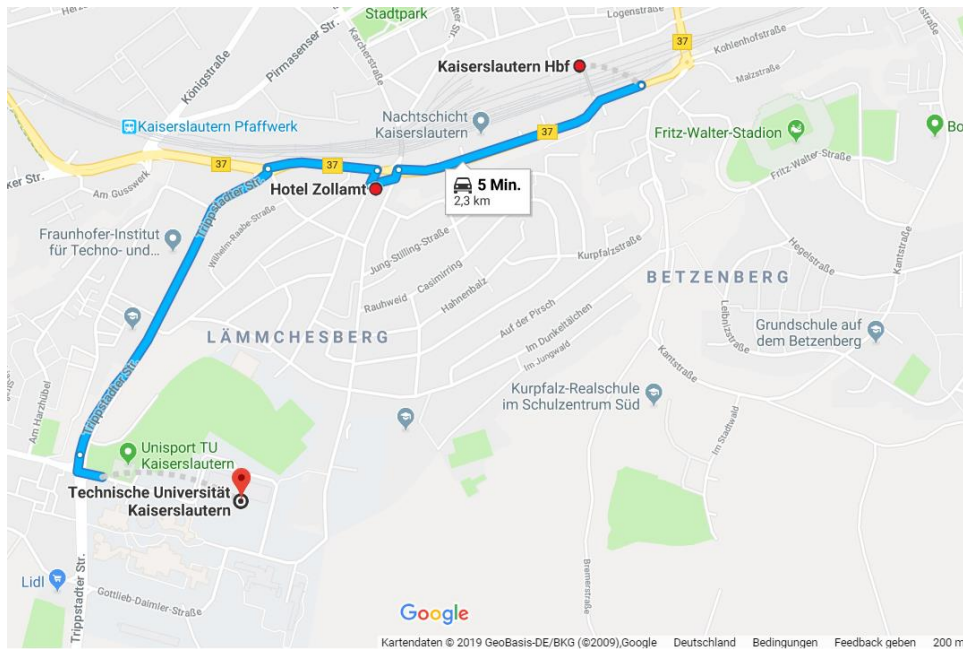 Stadtpark
Logenstraße
37
Kohlenhofstraße
Karcherstraße
Pirmasenser Straße
Königstraße
Kaiserslautern Hbf
Malzstraße
Nachtschicht
Kaiserslautern
Kaiserslautern Pfaffwerk
37
Fritz-Walter-Stadion
Bo
37
37
Fritz-Walter-Straße
ker Str.
Am Gusswerk
Trippstadter Str.
Hotel Zollamt
5 Min.
2,3 km
Wilhelm-Raabe-Straße
Fraunhofer-Institut
für Techno- und...
Jung-Stilling-Straße
Kurpfalzstraße
Hegelstraße
Kantstraße
Rauhweid
Casimirring
Hahnenbalz
BETZENBERG
Auf der Pirsch
Im Dunkeltälchen
Im Jungwald
Leibnizstraße
Grundschule auf
dem Betzenberg
LÄMMCHESBERG
Kantstraße
Trippstadter Str.
Am Harzhübel
Kurpfalz-Realschule
im Schulzentrum Süd
Im Stadtwald
Unisport TU
Kaiserslautern
Technische Universität
Kaiserslautern
Lidl
Trippstadter Str.
Gottlieb-Daimler-Straße
Bremerstraße
Google
Kartendaten © 2019 GeoBasis-DE/BKG (©2009),Google Deutschland Bedingungen Feedback geben 200 m